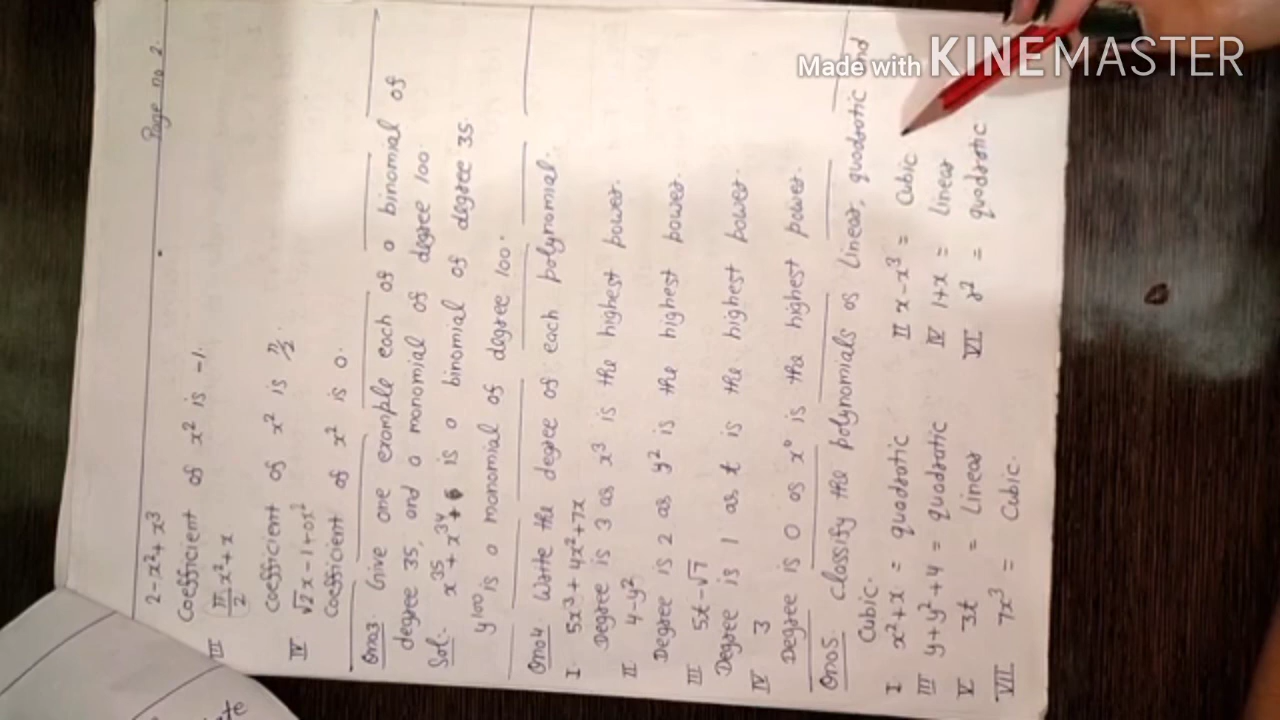 Page no 2.
2-x²+x³
Coefficient of x² is -1.
III π/2 x²+x
Coefficient of x² is π/2.
IV √2x-1+0x²
Coefficient of x² is 0.
Qno3. Give one example each of a binomial of
degree 35, and a monomial of degree 100.
Sol:- x³⁵+x³⁴ is a binomial of degree 35
y¹⁰⁰ is a monomial of degree 100.
Qno4. Write the degree of each polynomial.
I. 5x³+4x²+7x
Degree is 3 as x³ is the highest power.
II 4-y²
Degree is 2 as y² is the highest power.
III 5t-√7
Degree is 1 as t is the highest power.
IV 3
Degree is 0 as x⁰ is the highest power.
Qno5. Classify the polynomials as linear, quadratic and
Cubic.
I x²+x = quadratic II x-x³ = Cubic
III y+y²+4 = quadratic IV 1+x = linear
V 3t = Linear VI r² = quadratic
VII 7x³ = Cubic.
Made with KINEMASTER